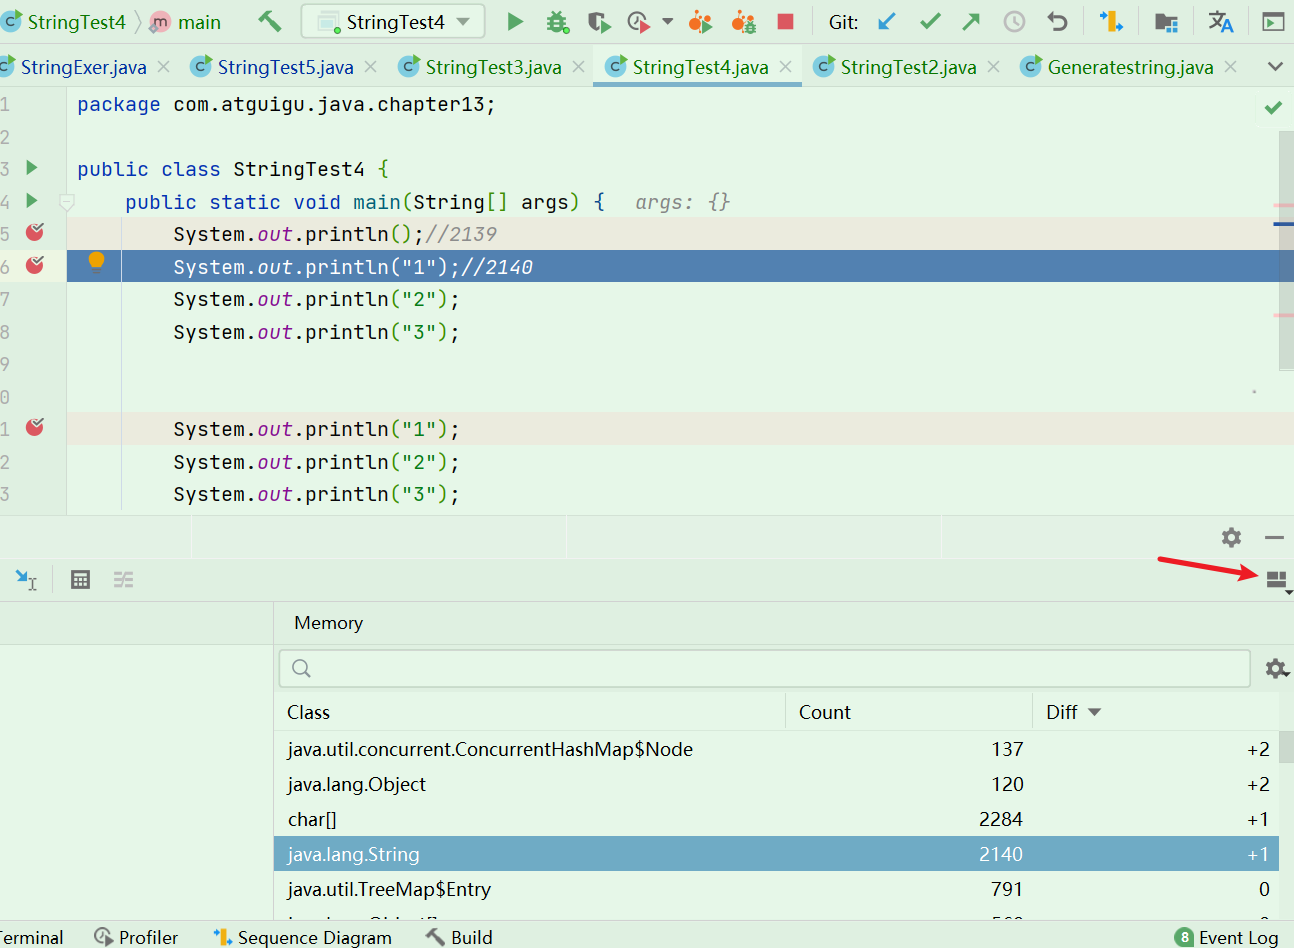 StringTest4 main StringTest4 Git:
StringExer.java StringTest5.java StringTest3.java StringTest4.java StringTest2.java Generatestring.java
1 package com.atguigu.java.chapter13;
2
3 public class StringTest4 {
4 public static void main(String[] args) { args: {}
5 System.out.println();//2139
6 System.out.println("1");//2140
7 System.out.println("2");
8 System.out.println("3");
9
0
1 System.out.println("1");
2 System.out.println("2");
3 System.out.println("3");
Memory
Class Count Diff
java.util.concurrent.ConcurrentHashMap$Node 137 +2
java.lang.Object 120 +2
char[] 2284 +1
java.lang.String 2140 +1
java.util.TreeMap$Entry 791 0
Terminal Profiler Sequence Diagram Build 8 Event Log